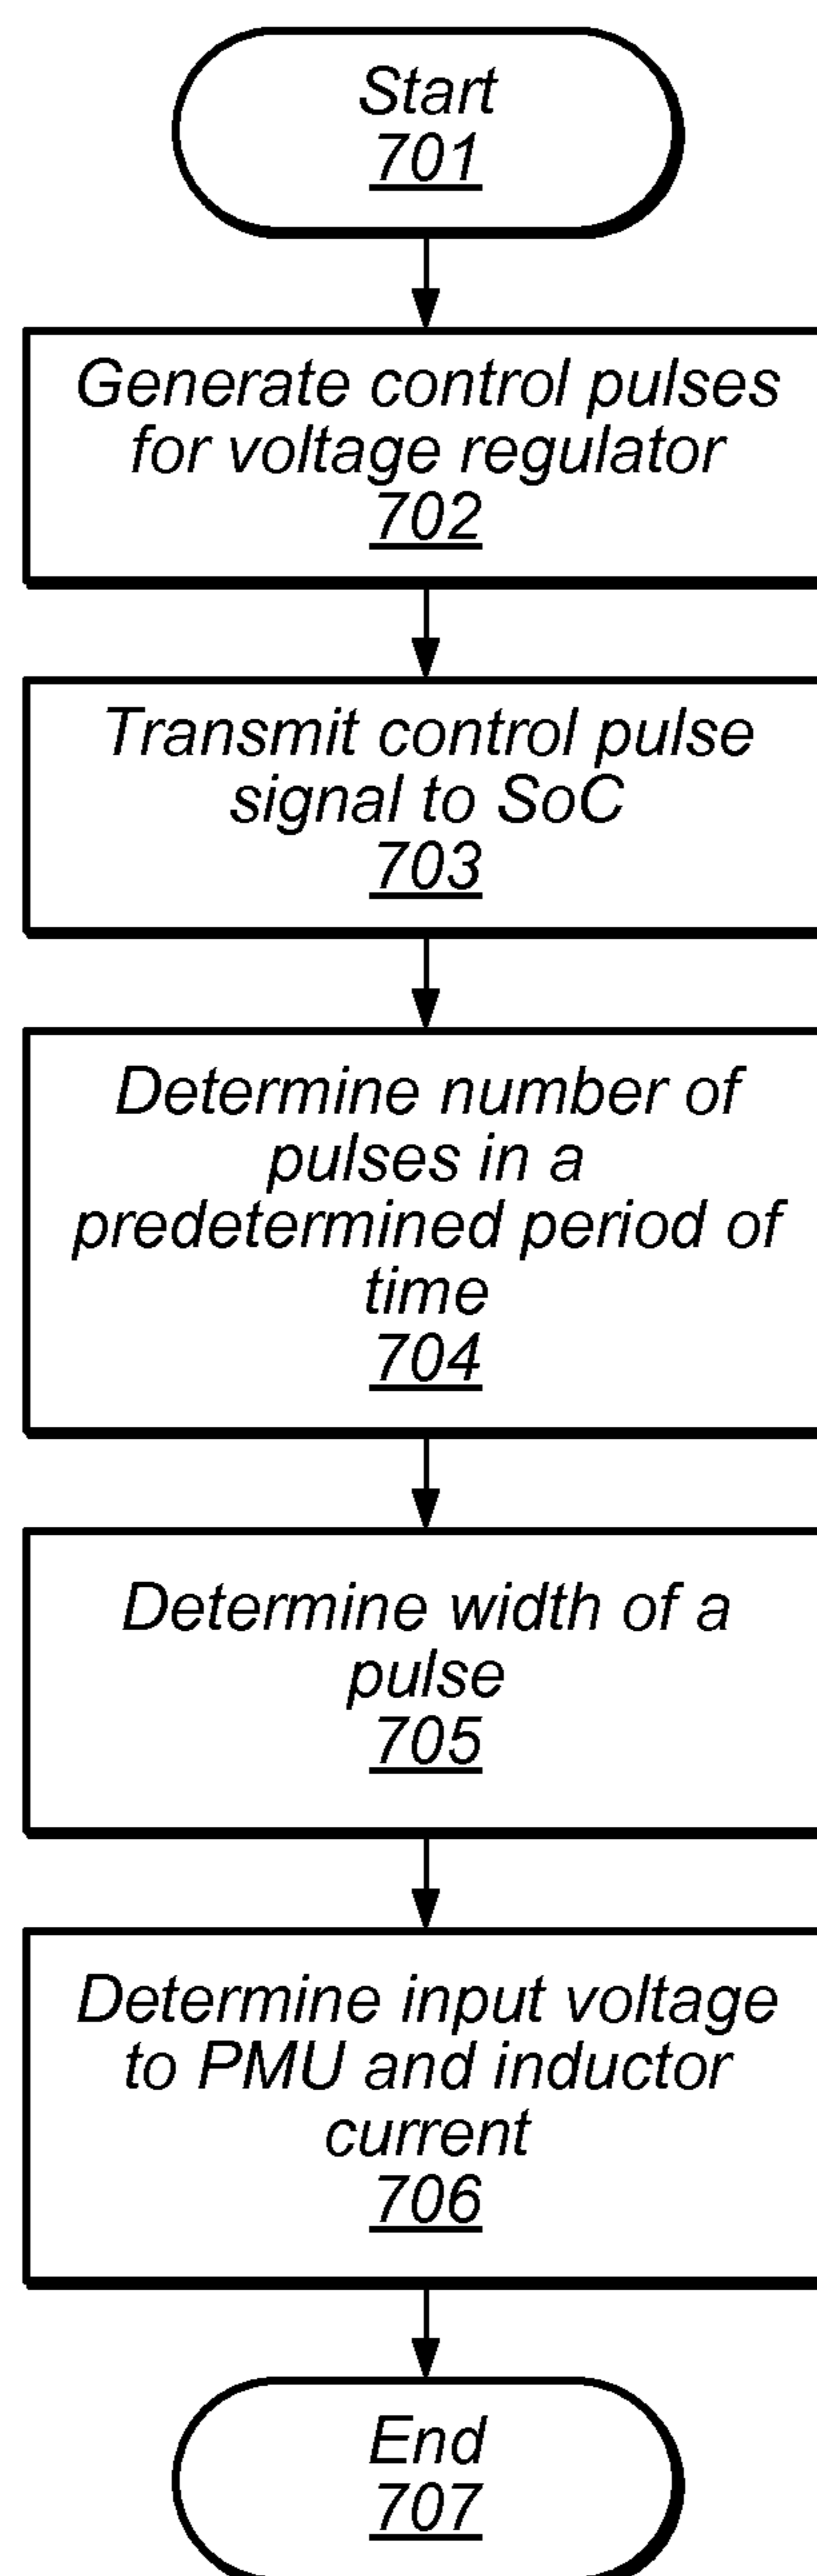 Start
701
Generate control pulses
for voltage regulator
702
Transmit control pulse
signal to SoC
703
Determine number of
pulses in a
predetermined period of
time
704
Determine width of a
pulse
705
Determine input voltage
to PMU and inductor
current
706
End
707